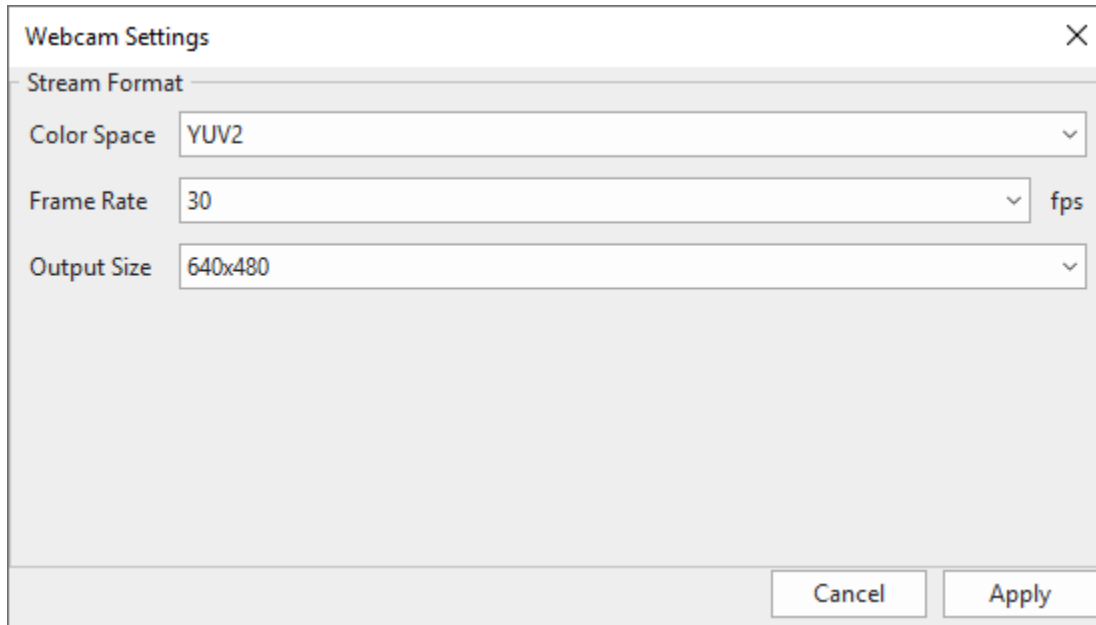 Webcam Settings
Stream Format
Color Space YUV2
Frame Rate 30 fps
Output Size 640x480
Cancel Apply